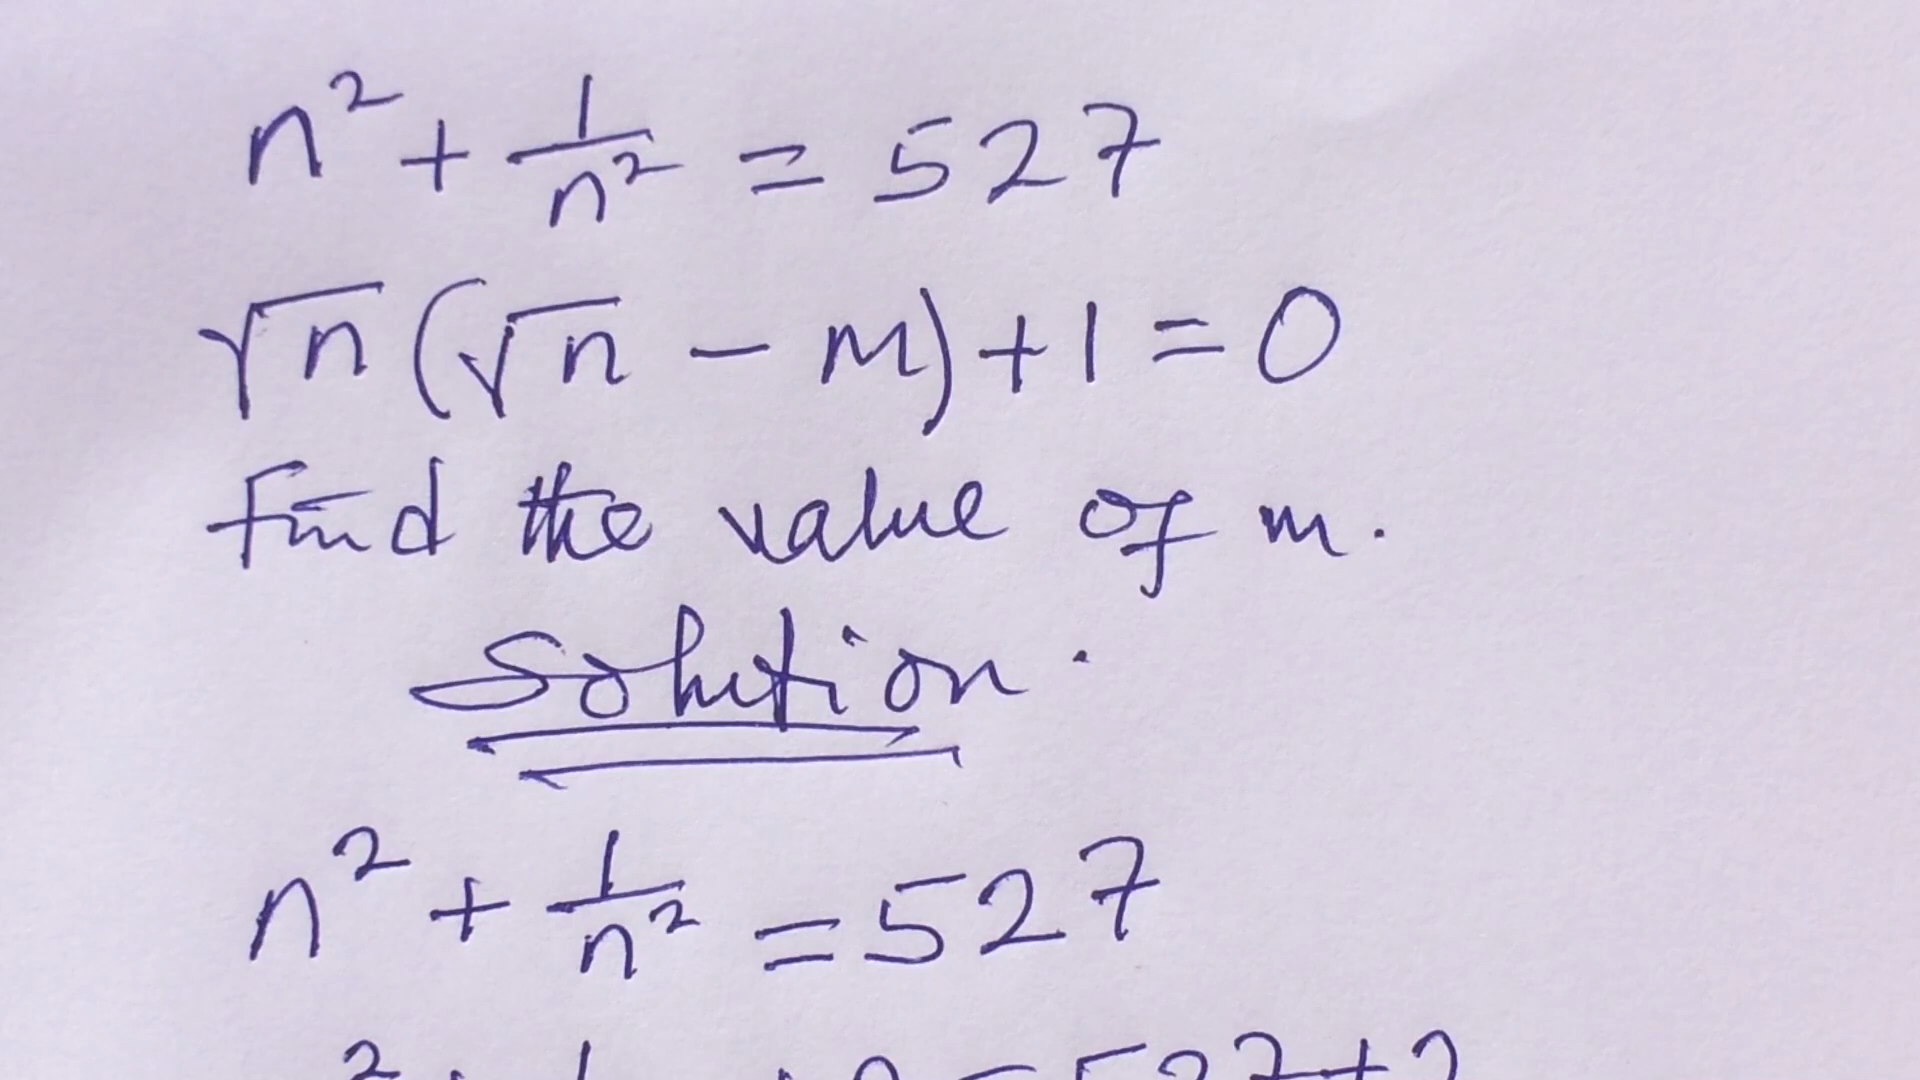 n² + 1/n² = 527
√n(√n - m) + 1 = 0
Find the value of m.
Solution.
n² + 1/n² = 527